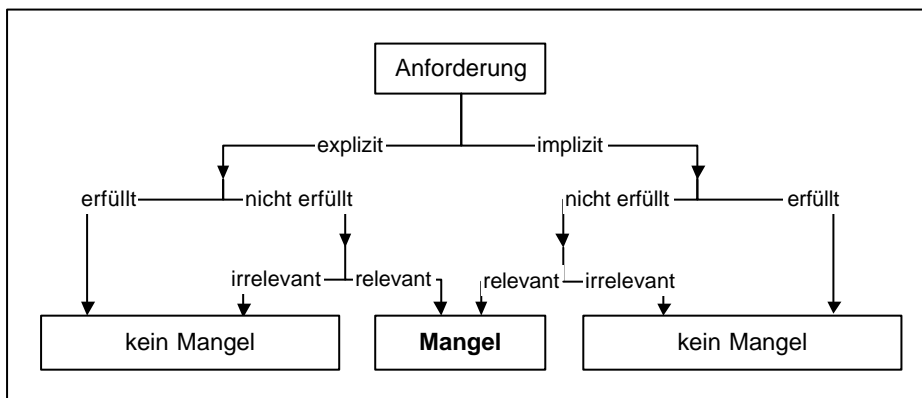 Anforderung
explizit implizit
erfüllt nicht erfüllt nicht erfüllt erfüllt
irrelevant relevant relevant irrelevant
kein Mangel Mangel kein Mangel